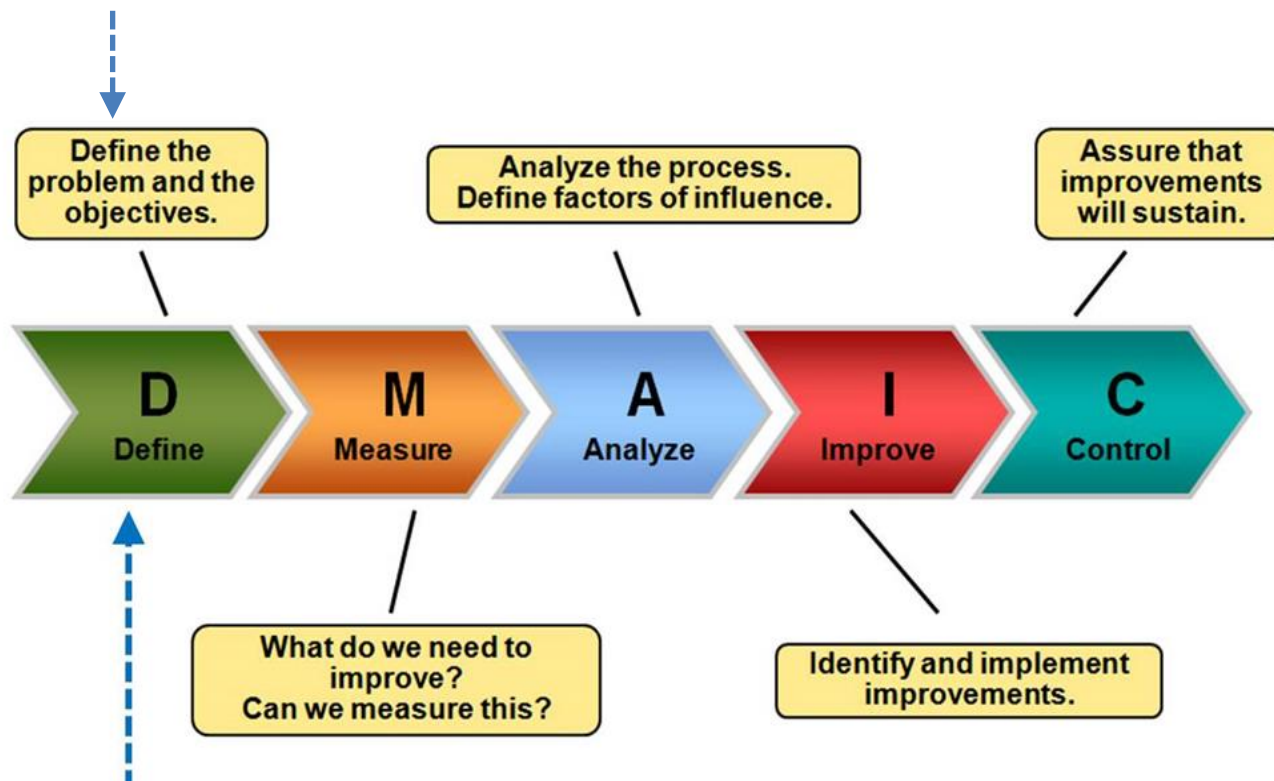 Define the
problem and the
objectives.
Analyze the process.
Define factors of influence.
Assure that
improvements
will sustain.
D
Define
M
Measure
A
Analyze
I
Improve
C
Control
What do we need to
improve?
Can we measure this?
Identify and implement
improvements.